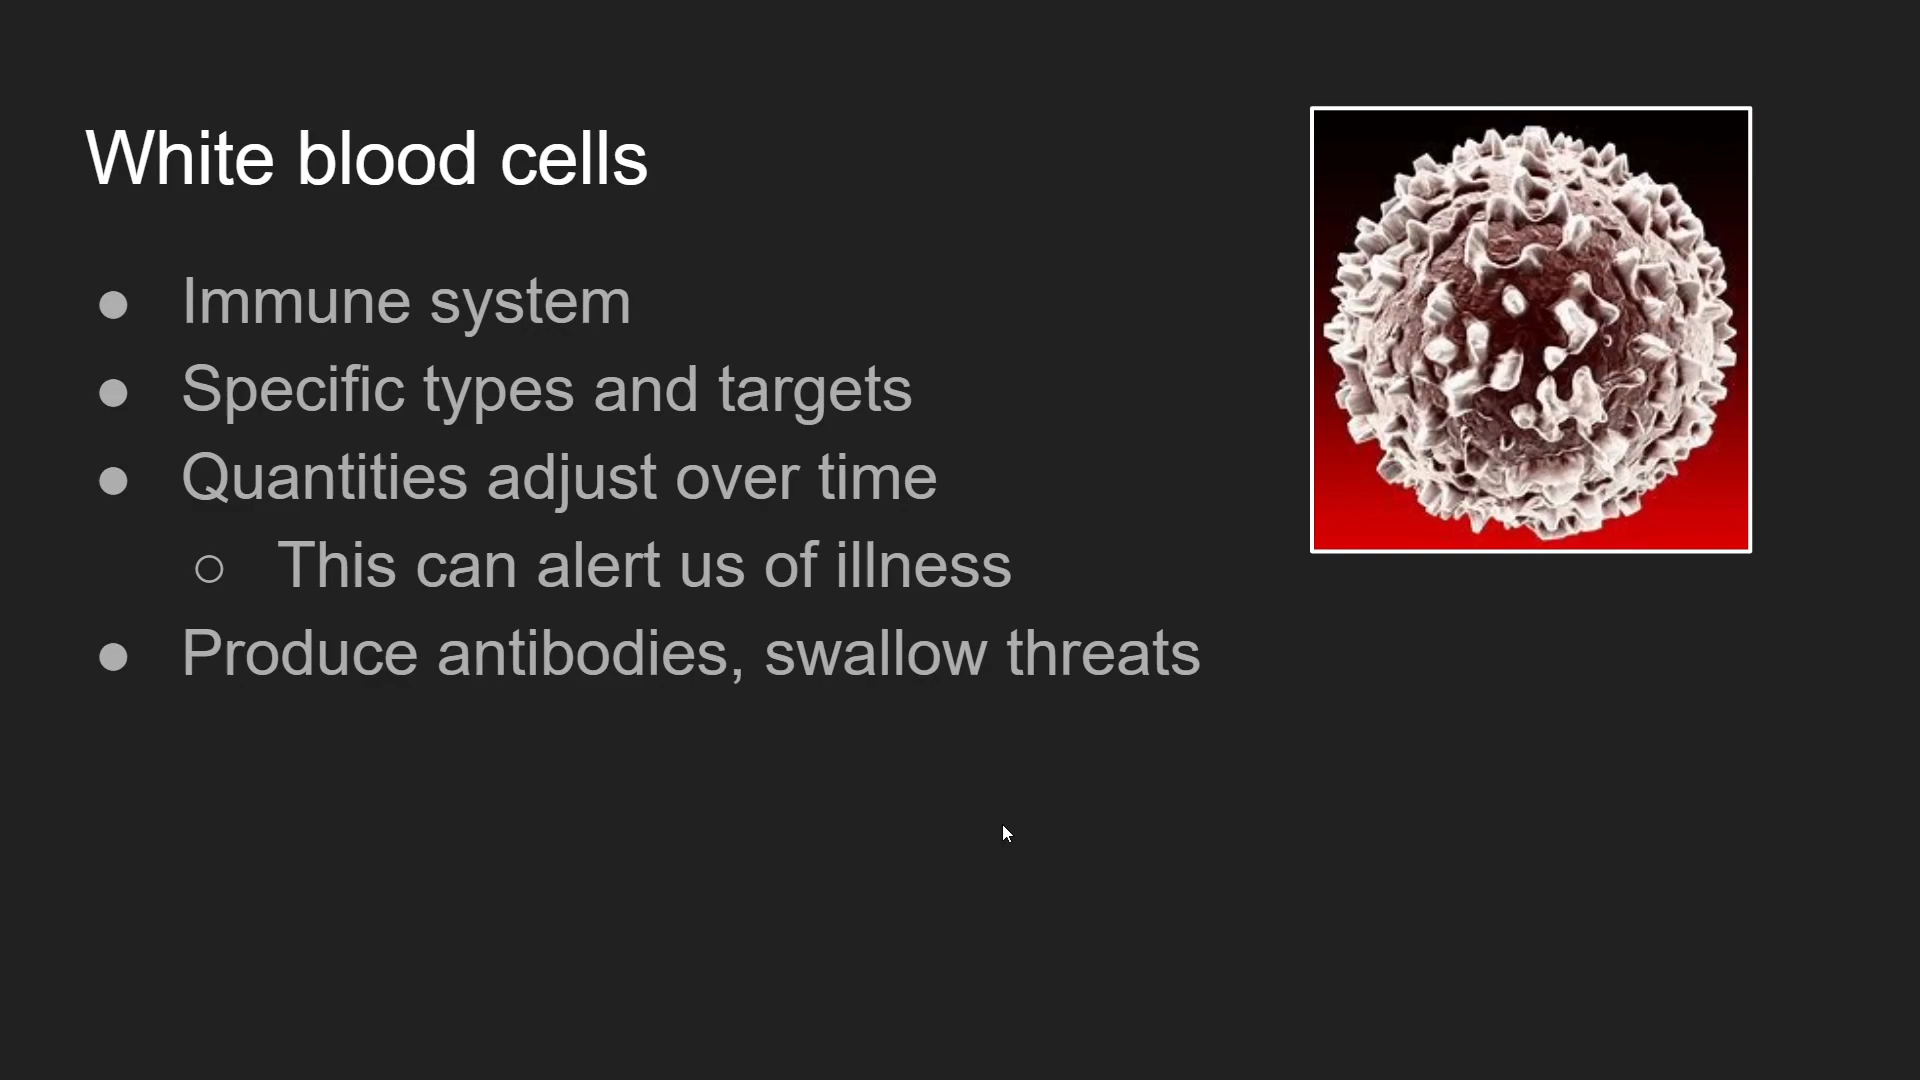 White blood cells
● Immune system
● Specific types and targets
● Quantities adjust over time
○ This can alert us of illness
● Produce antibodies, swallow threats